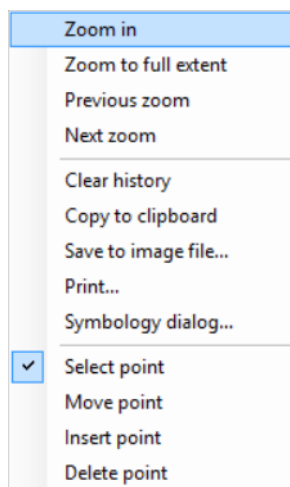 Zoom in
Zoom to full extent
Previous zoom
Next zoom
Clear history
Copy to clipboard
Save to image file...
Print...
Symbology dialog...
Select point
Move point
Insert point
Delete point